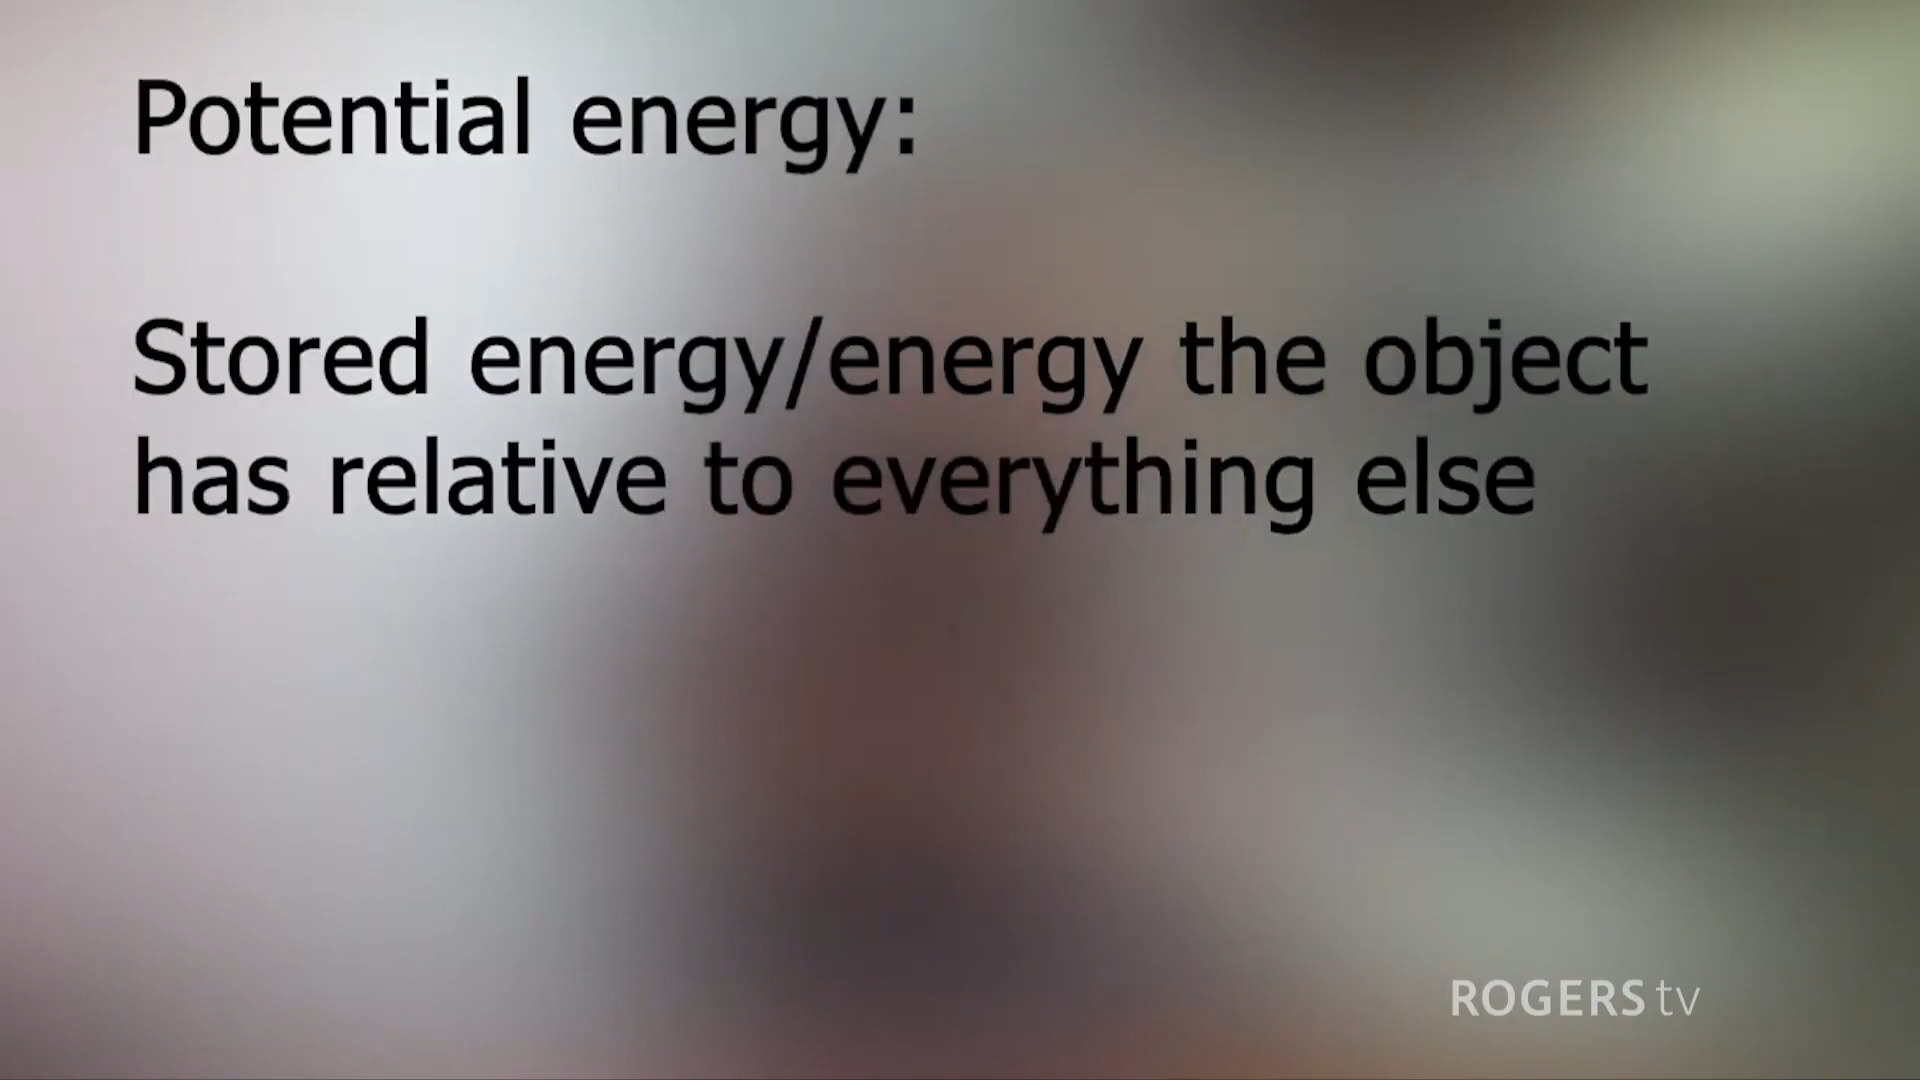 Potential energy:
Stored energy/energy the object
has relative to everything else
ROGERS tv